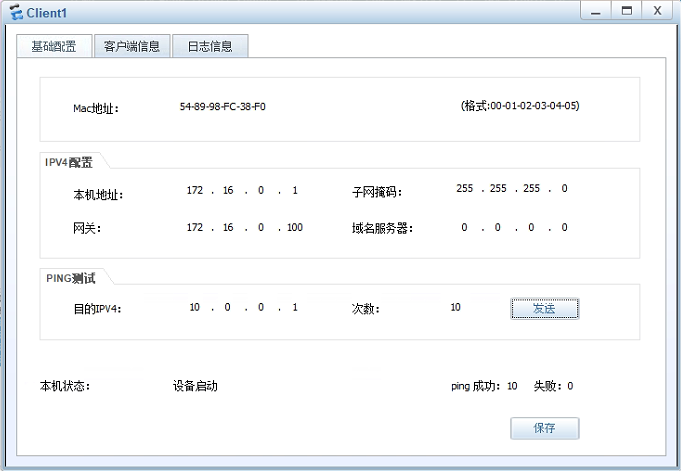 Client1
基础配置 客户端信息 日志信息
Mac地址： 54-89-98-FC-38-F0 (格式:00-01-02-03-04-05)
IPV4配置
本机地址： 172 . 16 . 0 . 1 子网掩码： 255 . 255 . 255 . 0
网关： 172 . 16 . 0 . 100 域名服务器： 0 . 0 . 0 . 0
PING测试
目的IPV4： 10 . 0 . 0 . 1 次数： 10 发送
本机状态： 设备启动 ping 成功：10 失败：0
保存